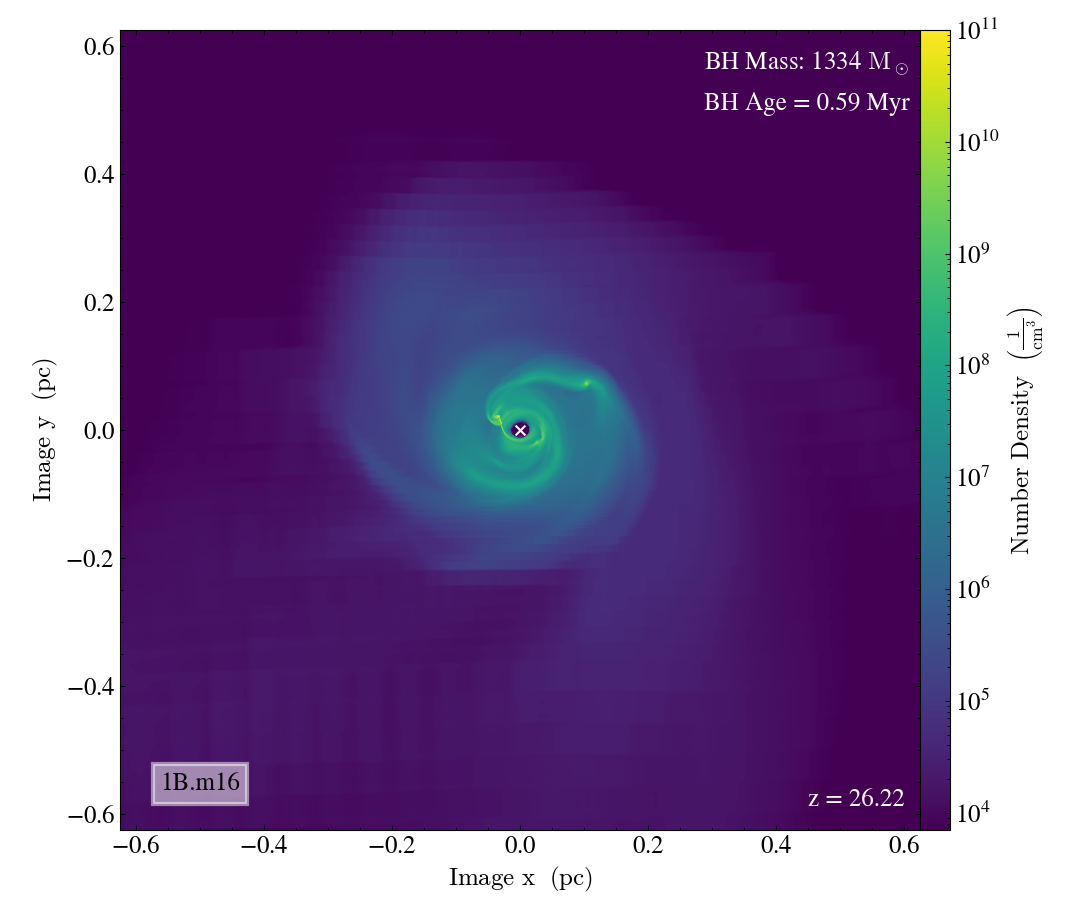 BH Mass: 1334 M⊙
BH Age = 0.59 Myr
0.6
0.4
0.2
0.0
−0.2
−0.4
−0.6
Image y (pc)
1B.m16
z = 26.22
−0.6 −0.4 −0.2 0.0 0.2 0.4 0.6
Image x (pc)
10¹¹
10¹⁰
10⁹
10⁸
10⁷
10⁶
10⁵
10⁴
Number Density (1/cm³)